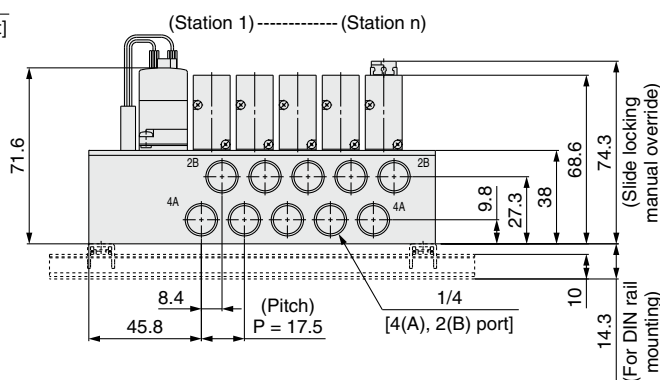 t]
(Station 1) ----------- (Station n)
71.6
2B
2B
4A
4A
9.8
27.3
38
68.6
74.3
(Slide locking
manual override)
8.4
(Pitch)
45.8
P = 17.5
1/4
[4(A), 2(B) port]
10
14.3
(For DIN rail
mounting)